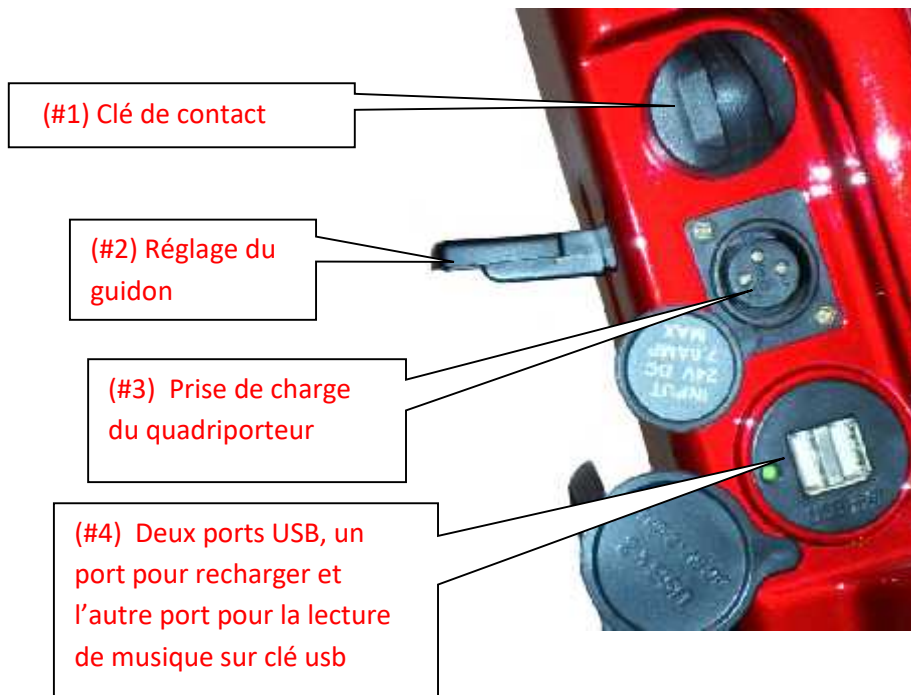 (#1) Clé de contact
(#2) Réglage du
guidon
(#3) Prise de charge
du quadriporteur
INPUT
24V DC
7.0AMP
MAX
(#4) Deux ports USB, un
port pour recharger et
l’autre port pour la lecture
de musique sur clé usb